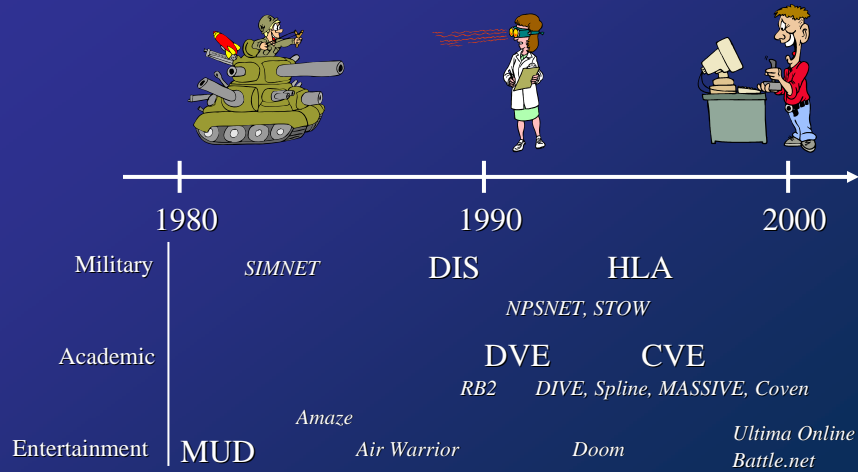 1980 1990 2000
Military SIMNET DIS HLA
NPSNET, STOW
Academic DVE CVE
RB2 DIVE, Spline, MASSIVE, Coven
Amaze
Entertainment MUD Air Warrior Doom Ultima Online
Battle.net